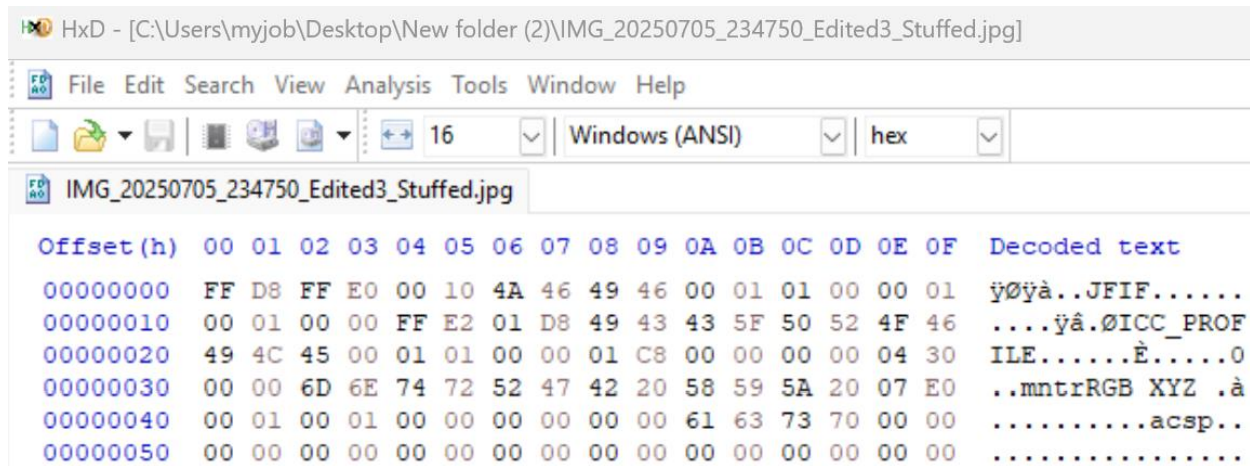 HxD - [C:\Users\myjob\Desktop\New folder (2)\IMG_20250705_234750_Edited3_Stuffed.jpg]
File Edit Search View Analysis Tools Window Help
16 Windows (ANSI) hex
IMG_20250705_234750_Edited3_Stuffed.jpg
Offset(h) 00 01 02 03 04 05 06 07 08 09 0A 0B 0C 0D 0E 0F Decoded text
00000000 FF D8 FF E0 00 10 4A 46 49 46 00 01 01 00 00 01 ÿØÿà..JFIF......
00000010 00 01 00 00 FF E2 01 D8 49 43 43 5F 50 52 4F 46 ....ÿâ.ØICC_PROF
00000020 49 4C 45 00 01 01 00 00 01 C8 00 00 00 00 04 30 ILE......È.....0
00000030 00 00 6D 6E 74 72 52 47 42 20 58 59 5A 20 07 E0 ..mntrRGB XYZ .à
00000040 00 01 00 01 00 00 00 00 00 00 61 63 73 70 00 00 ..........acsp..
00000050 00 00 00 00 00 00 00 00 00 00 00 00 00 00 00 00 ................